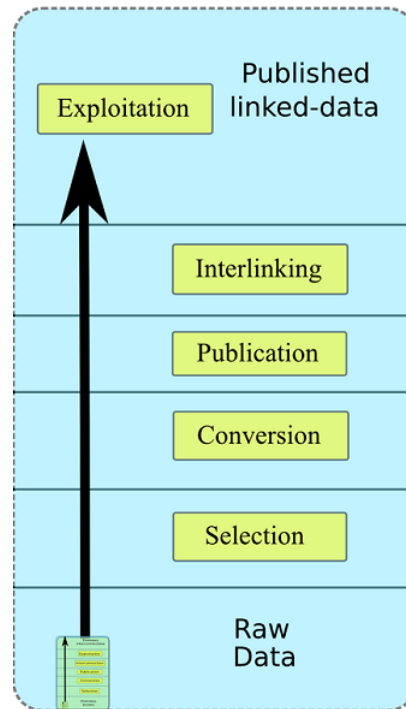 Published
linked-data
Exploitation
Interlinking
Publication
Conversion
Selection
Raw
Data